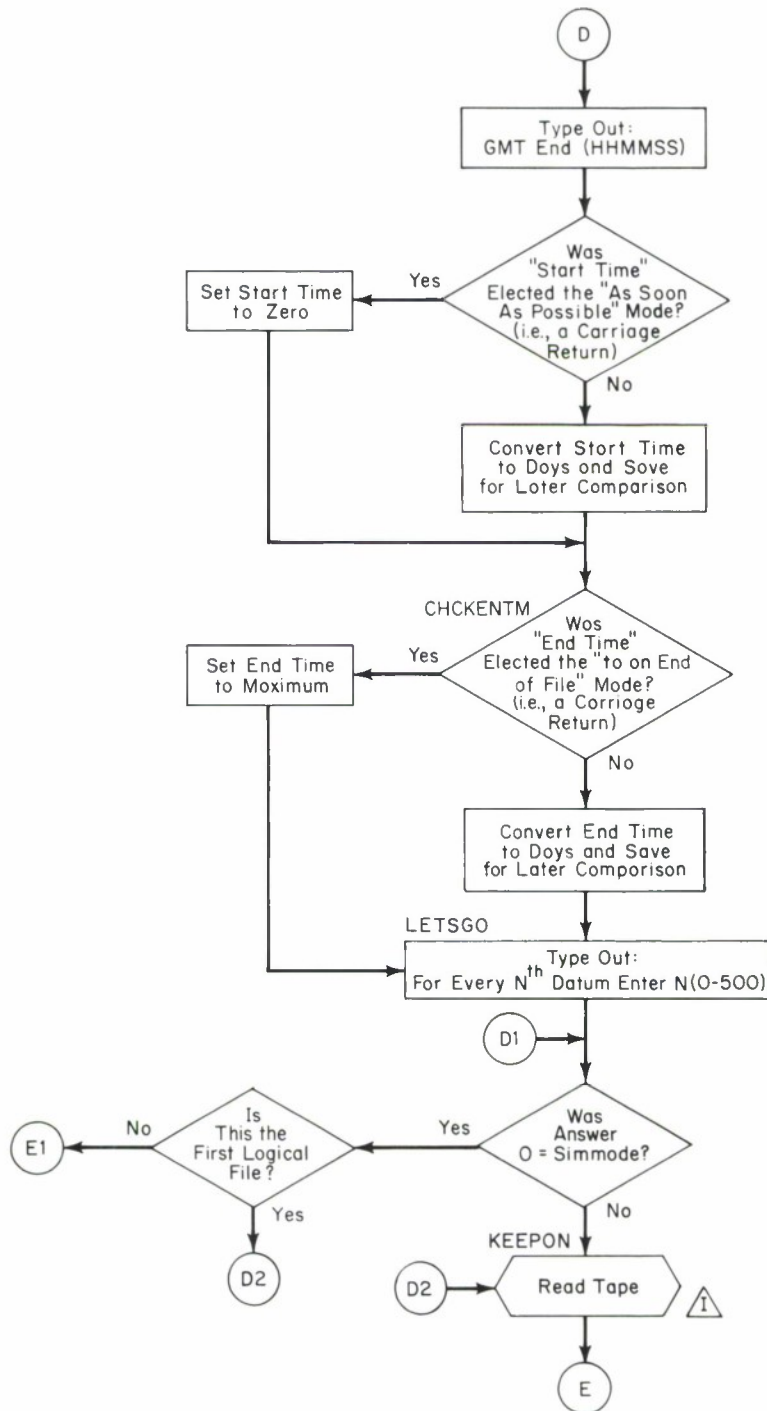 D
Type Out:
GMT End (HHMMSS)
Was
"Start Time"
Elected the "As Soon
As Possible" Mode?
(i.e., a Carriage
Return)
Yes
Set Start Time
to Zero
No
Convert Start Time
to Doys ond Sove
for Loter Comparison
CHCKENTM
Wos
"End Time"
Elected the "to on End
of File" Mode?
(i.e., a Corrioge
Return)
Yes
Set End Time
to Moximum
No
Convert End Time
to Doys and Save
for Later Comparison
LETSGO
Type Out:
For Every Nth Datum Enter N(0-500)
D1
Was
Answer
0 = Simmode?
Yes
Is
This the
First Logical
File?
No
E1
Yes
D2
No
KEEPON
D2
Read Tape
I
E